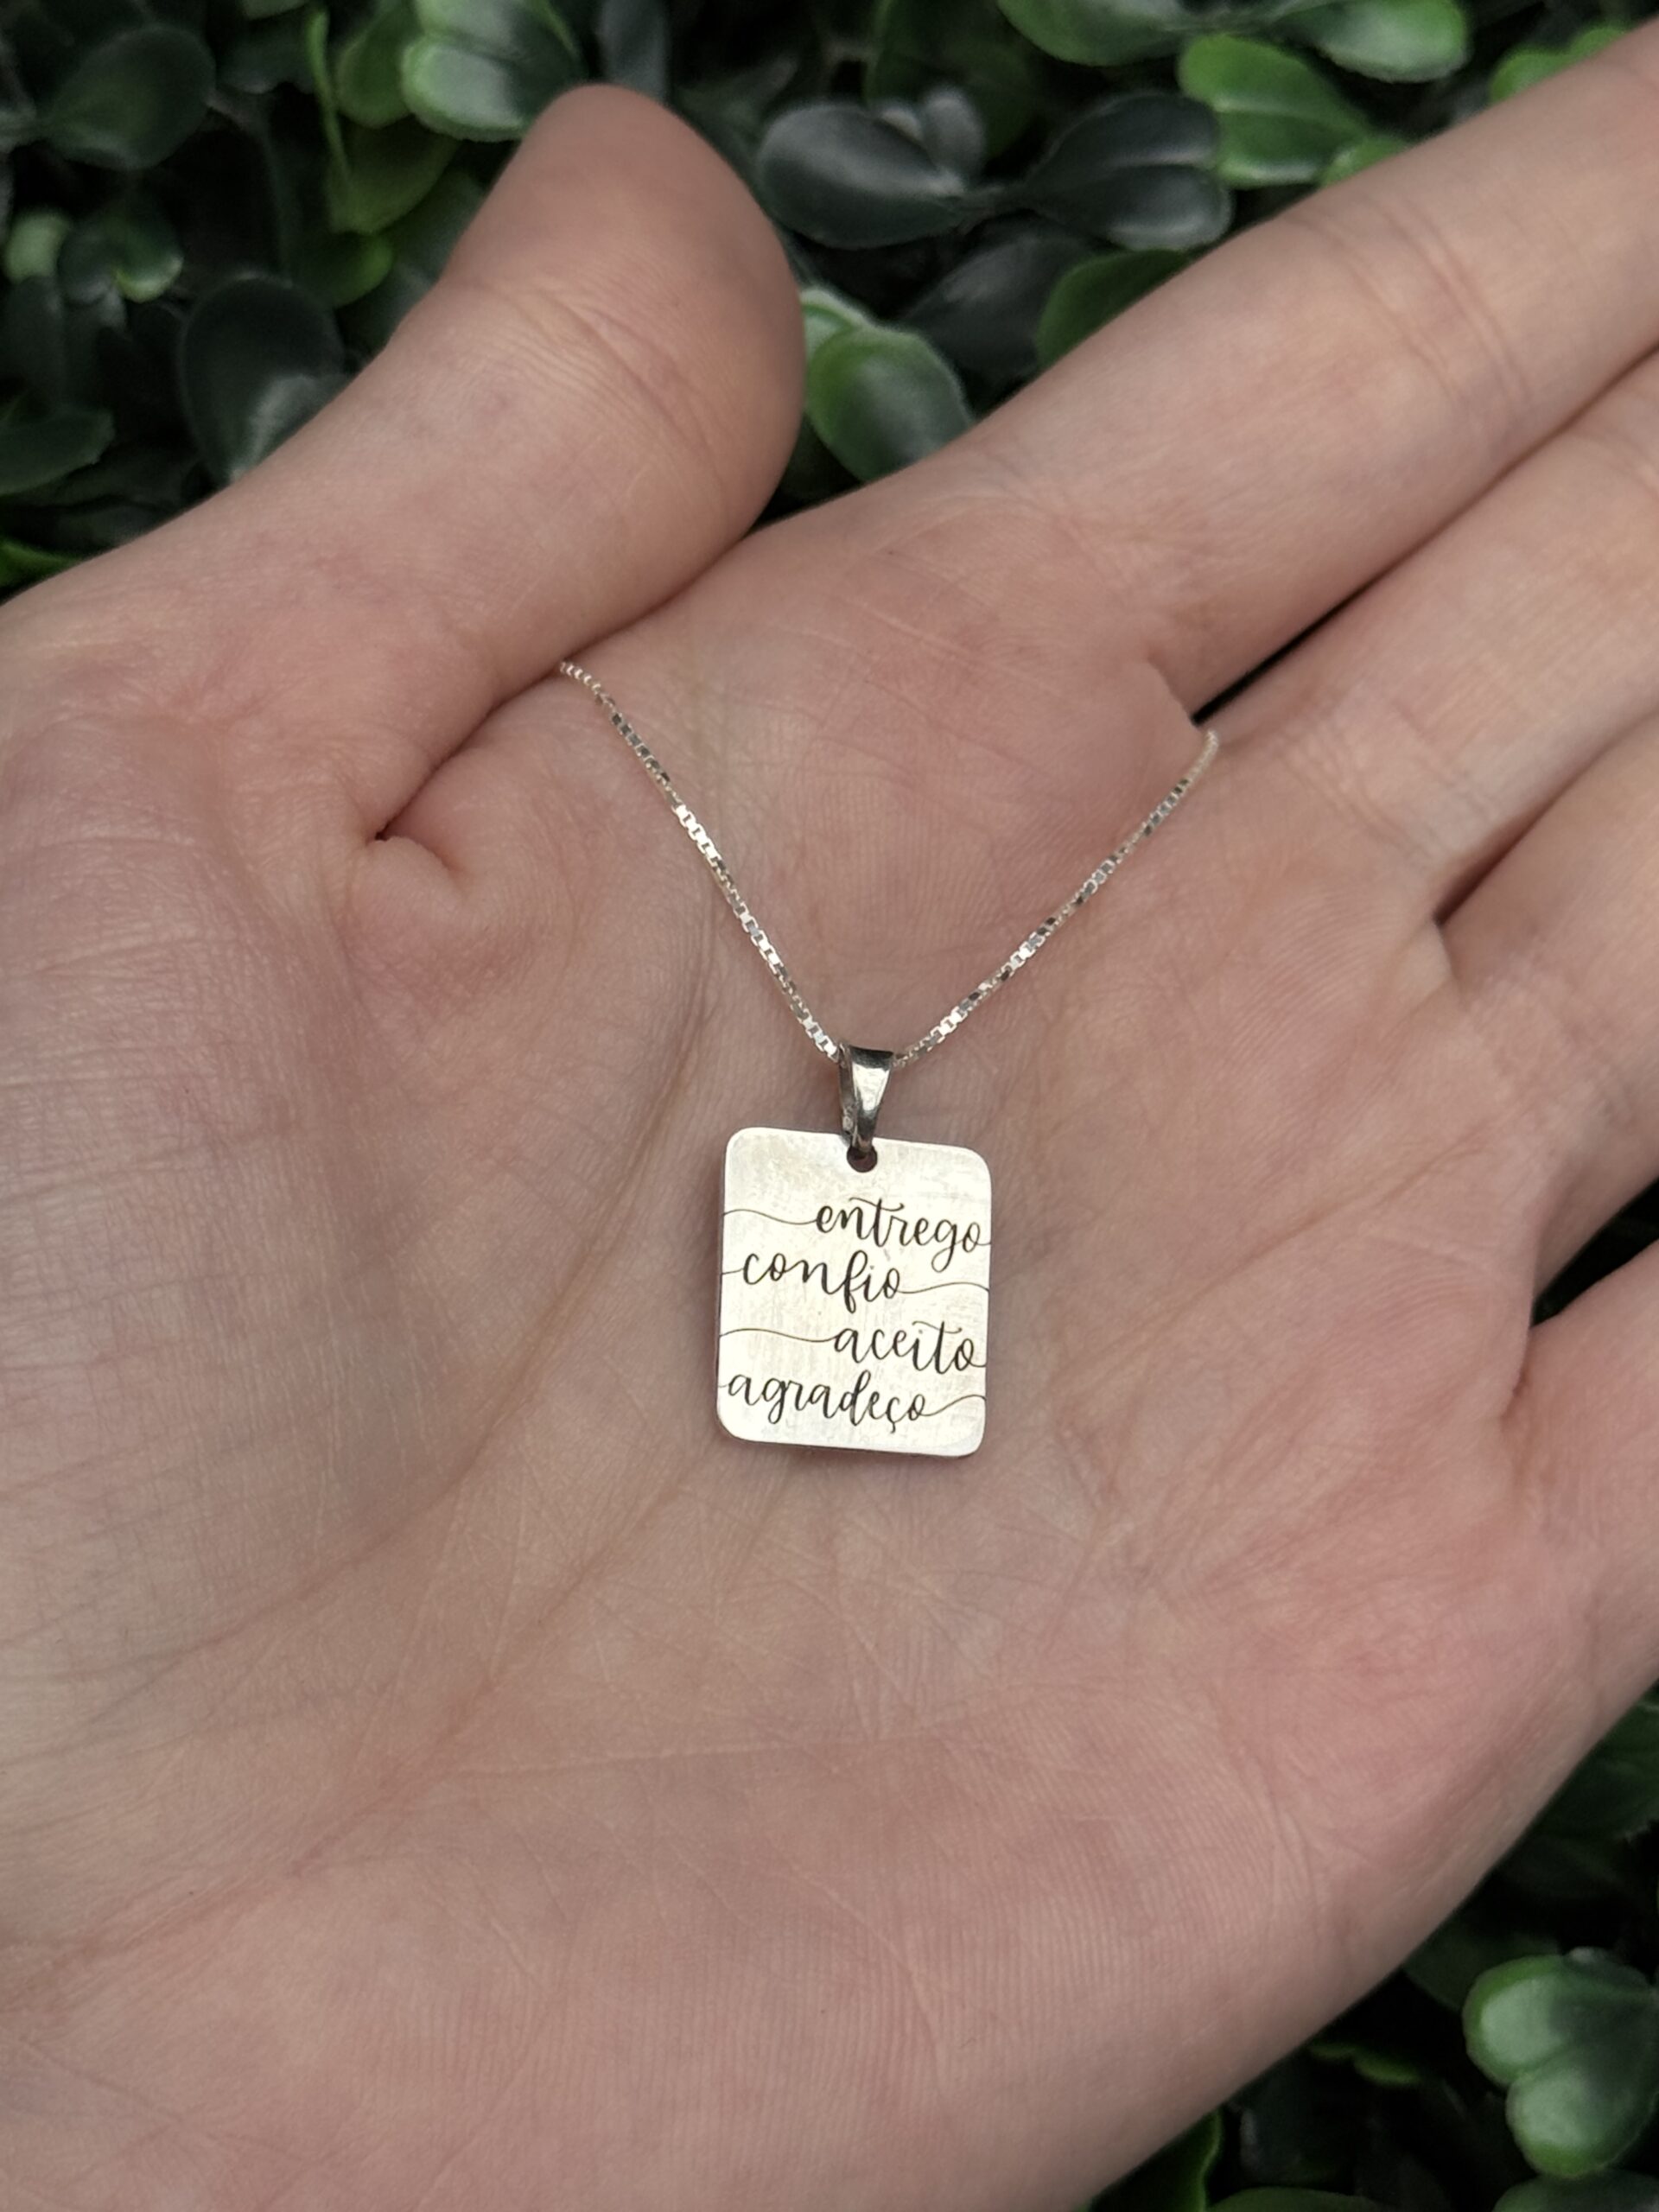 entrego
confio
aceito
agradeço